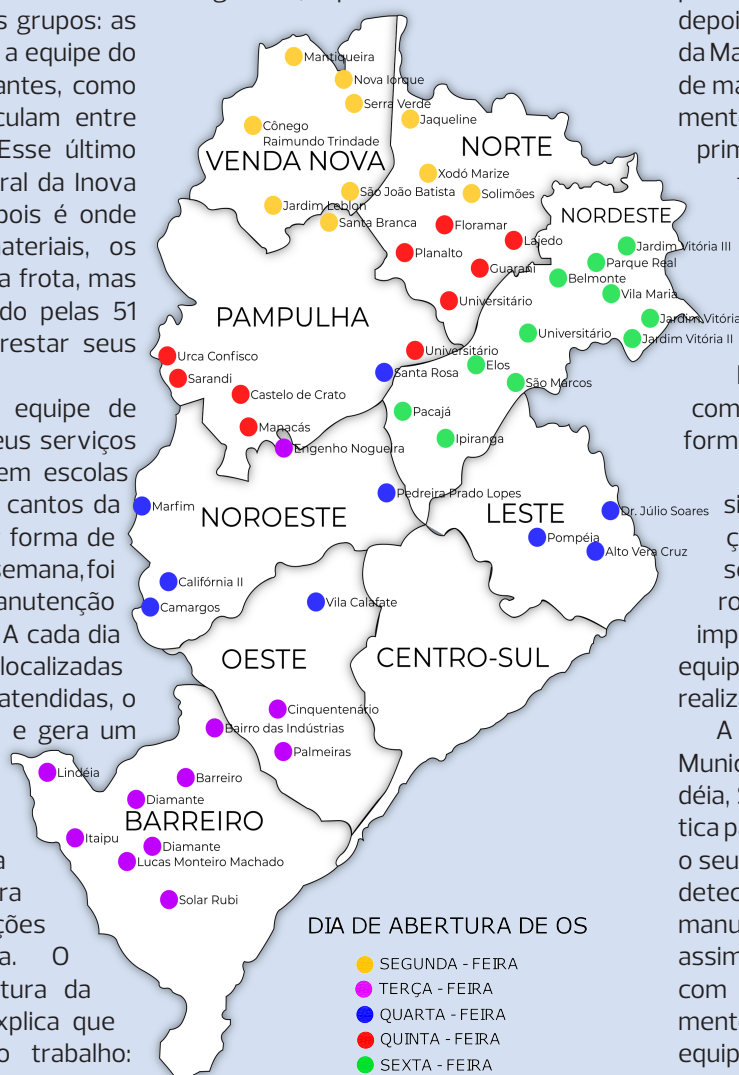 s grupos: as
a equipe do
antes, como
culam entre
Esse último
ral da Inova
pois é onde
ateriais, os
a frota, mas
do pelas 51
restar seus
equipe de
eus serviços
em escolas
cantos da
forma de
semana,foi
anutenção
A cada dia
localizadas
atendidas, o
e gera um
a
ra
ções
a. O
tura da
xplica que
o trabalho:
Mantiqueira
Nova Iorque
Serra Verde
Cônego
Raimundo Trindade
Jaqueline
VENDA NOVA
NORTE
Xodó Marize
São João Batista
Solimões
Jardim Leblon
Santa Branca
Floramar
Lajedo
Planalto
Guarani
Universitário
NORDESTE
Jardim Vitória III
Parque Real
Belmonte
Vila Maria
Jardim Vitória
Universitário
Jardim Vitória II
PAMPULHA
Urca Confisco
Universitário
Elos
Santa Rosa
Sarandi
São Marcos
Castelo de Crato
Pacajá
Manacás
Ipiranga
Engenho Nogueira
Pedreira Prado Lopes
Marfim
NOROESTE
LESTE
Dr. Júlio Soares
Pompéia
Alto Vera Cruz
Califórnia II
Camargos
Vila Calafate
OESTE
CENTRO-SUL
Cinquentenário
Bairro das Indústrias
Palmeiras
Lindéia
Barreiro
Diamante
BARREIRO
Itaipu
Diamante
Lucas Monteiro Machado
Solar Rubi
DIA DE ABERTURA DE OS
SEGUNDA - FEIRA
TERÇA - FEIRA
QUARTA - FEIRA
QUINTA - FEIRA
SEXTA - FEIRA
depoi
da Ma
de ma
ment
prim
com
form
si
ç
se
ro
imp
equip
realiz
A
Munic
déia, S
tica pa
o seu
detec
manu
assim
com
ment
equip